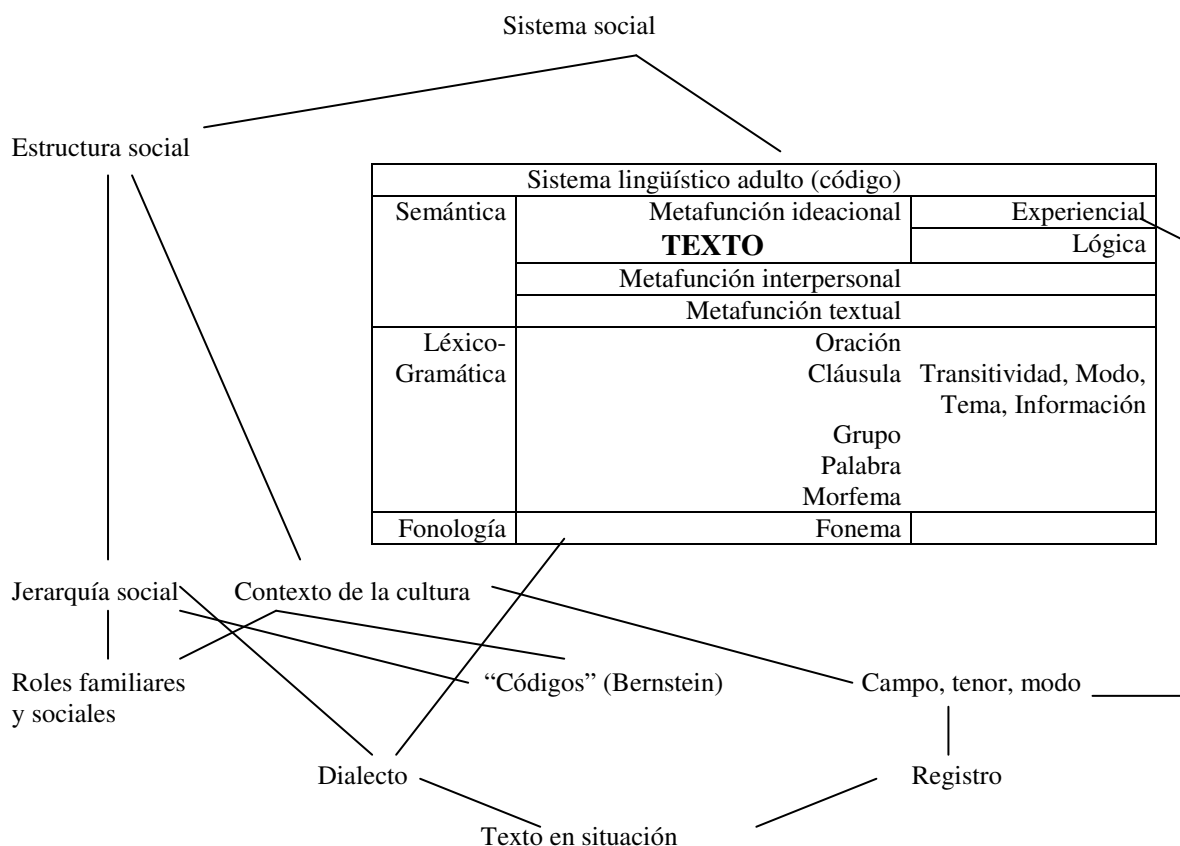 Sistema social
Estructura social
Sistema lingüístico adulto (código)
Semántica Metafunción ideacional Experiencial
TEXTO Lógica
Metafunción interpersonal
Metafunción textual
Léxico- Oración
Gramática Cláusula Transitividad, Modo,
Tema, Información
Grupo
Palabra
Morfema
Fonología Fonema
Jerarquía social Contexto de la cultura
Roles familiares “Códigos” (Bernstein) Campo, tenor, modo
y sociales
Dialecto Registro
Texto en situación